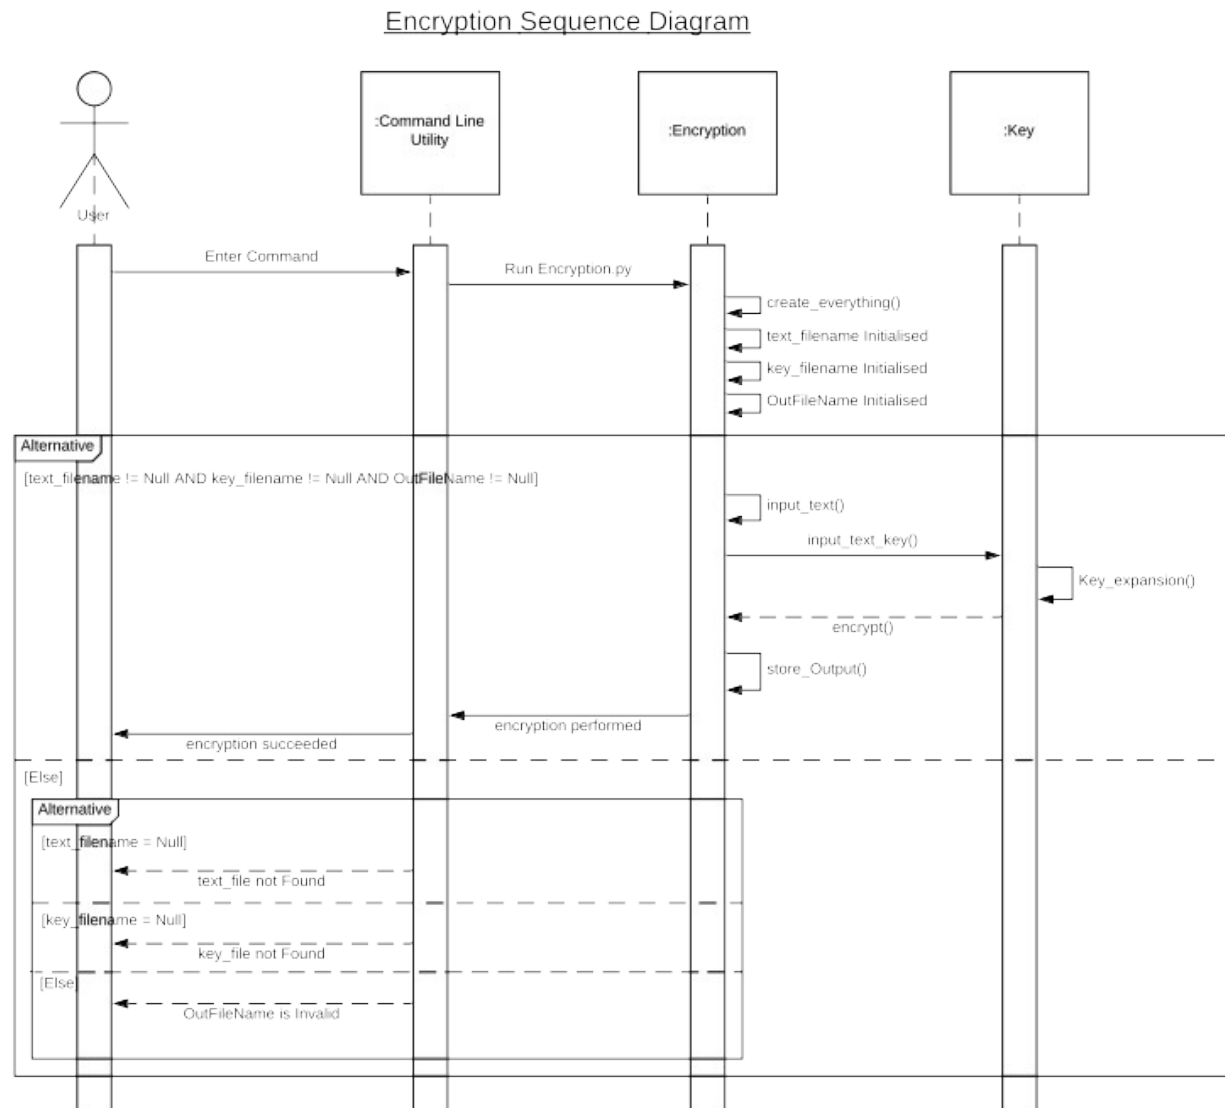 Encryption Sequence Diagram
:Command Line
Utility
:Encryption
:Key
User
Enter Command
Run Encryption.py
create_everything()
text_filename Initialised
key_filename Initialised
OutFileName Initialised
Alternative
[text_filename != Null AND key_filename != Null AND OutFileName != Null]
input_text()
input_text_key()
Key_expansion()
encrypt()
store_Output()
encryption performed
encryption succeeded
[Else]
Alternative
[text_filename = Null]
text_file not Found
[key_filename = Null]
key_file not Found
[Else]
OutFileName is Invalid